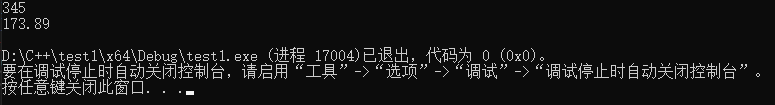 345
173.89
D:\C++\test1\x64\Debug\test1.exe (进程 17004)已退出，代码为 0 (0x0)。
要在调试停止时自动关闭控制台，请启用“工具”->“选项”->“调试”->“调试停止时自动关闭控制台”。
按任意键关闭此窗口. . .